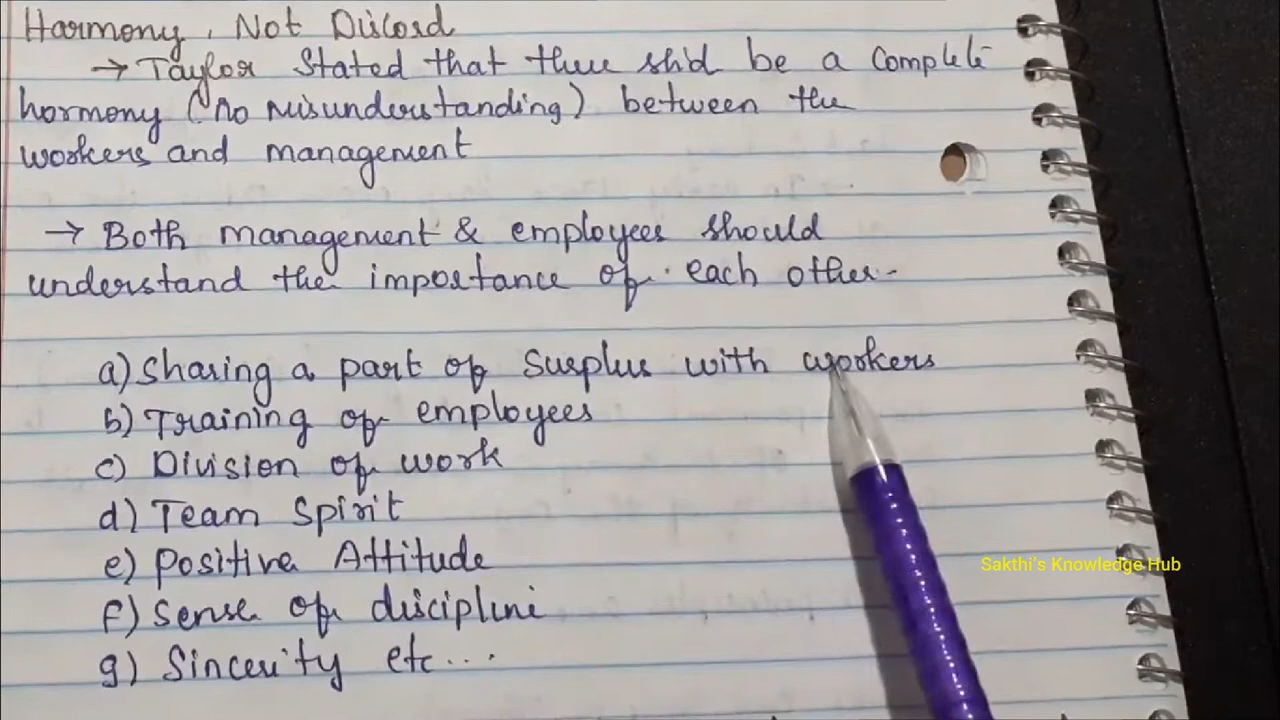 Harmony, Not Discord
→ Taylor Stated that there sh'd be a Complete
hormony (no misunderstanding) between the
workers and management
→ Both management & employees should
understand the importance of each other.
a) Sharing a part of Surplus with workers
b) Training of employees
c) Division of work
d) Team Spirit
e) Positive Attitude
f) Sense of discipline
g) Sincerity etc...
Sakthi's Knowledge Hub